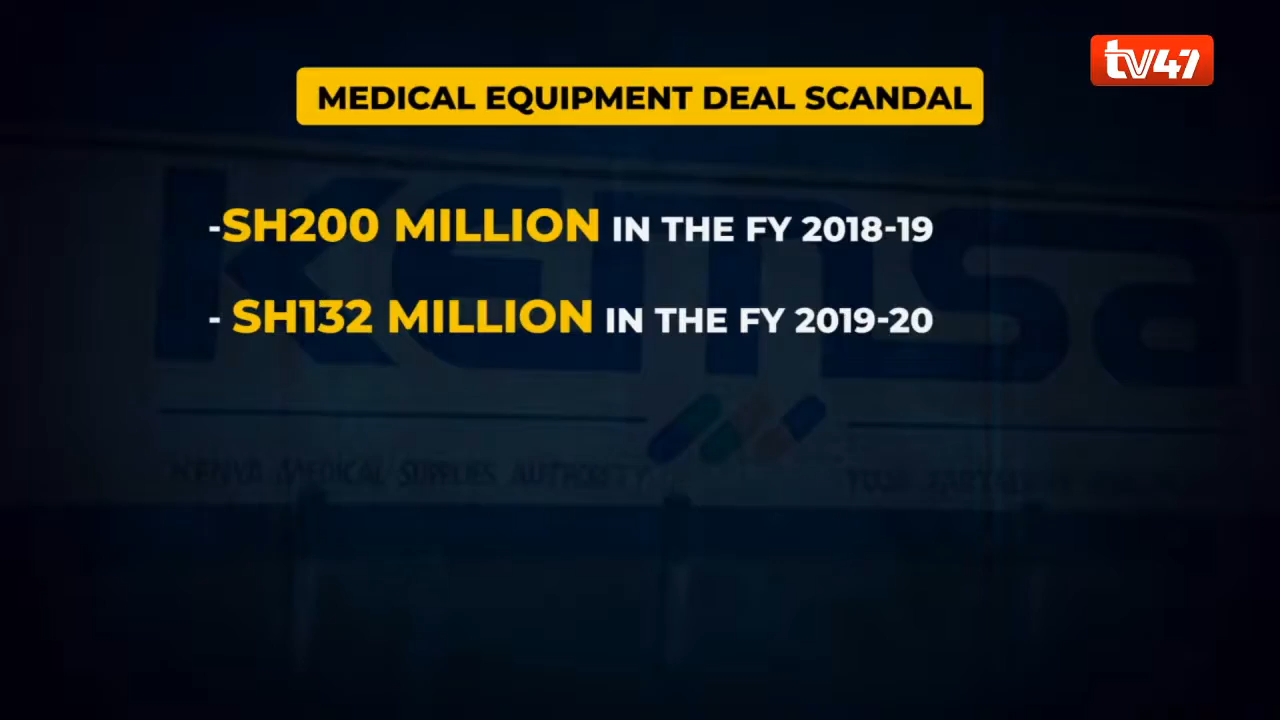 tv47
MEDICAL EQUIPMENT DEAL SCANDAL
-SH200 MILLION IN THE FY 2018-19
- SH132 MILLION IN THE FY 2019-20
kemsa
KENYA MEDICAL SUPPLIES AUTHORITY